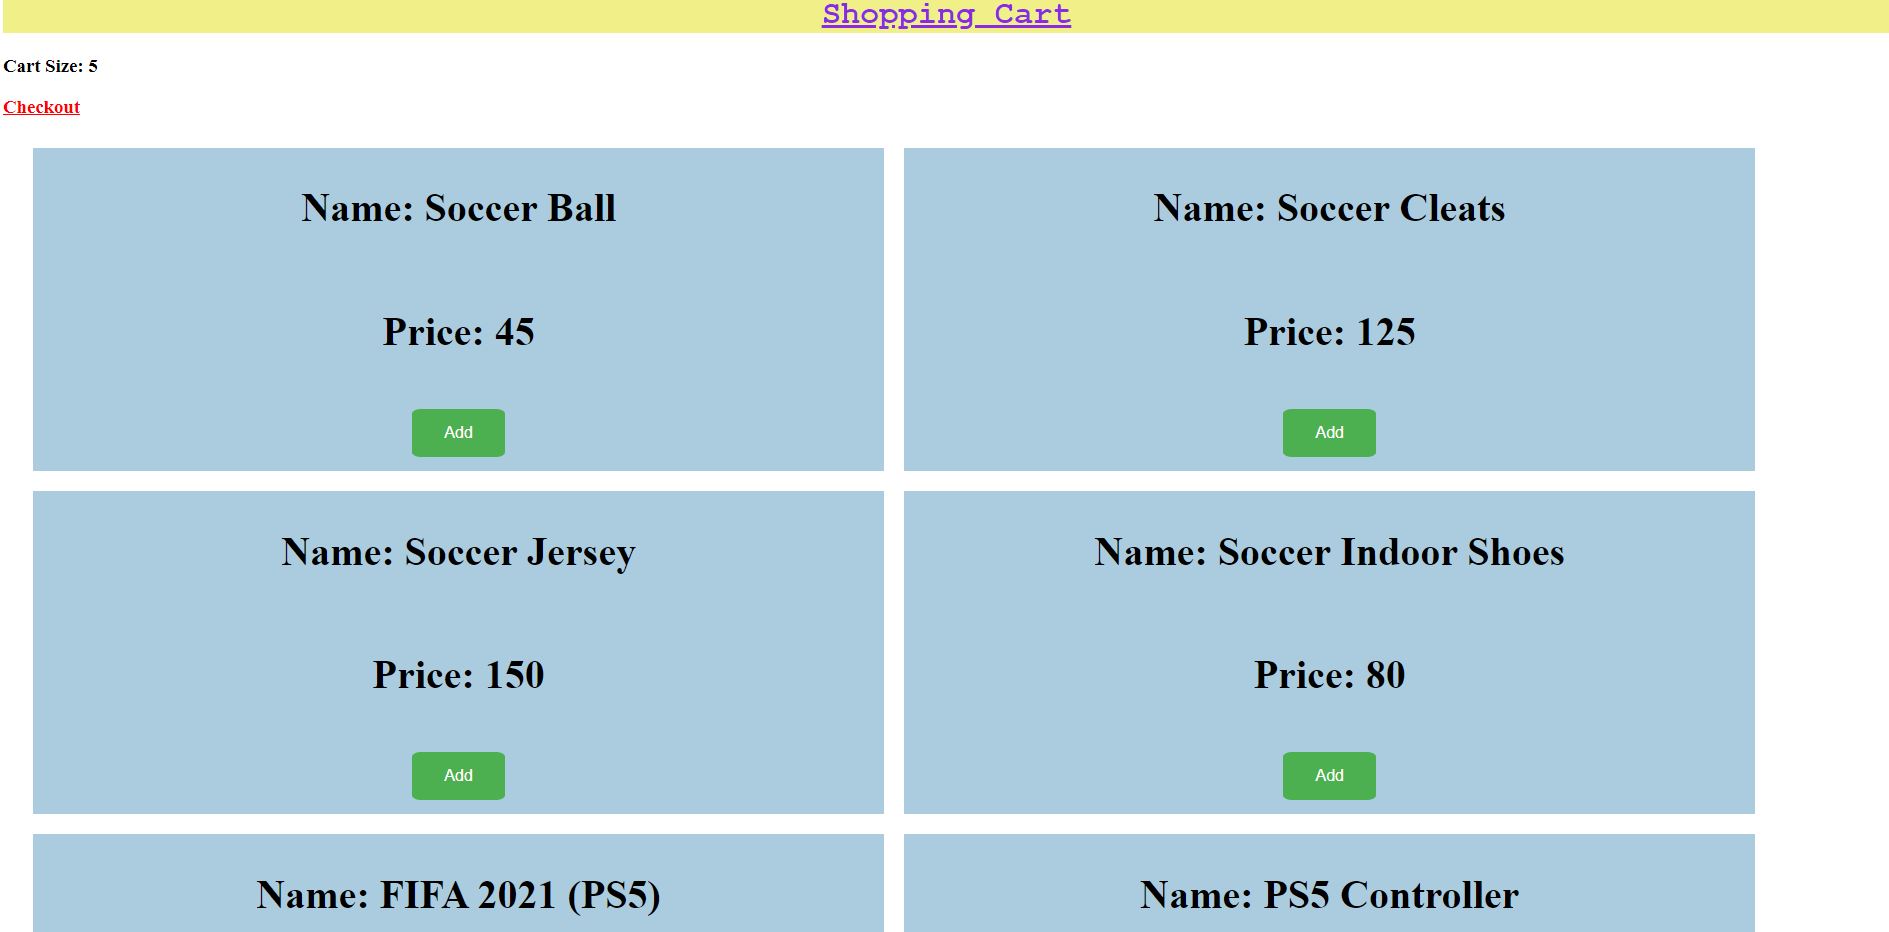 Shopping Cart
Cart Size: 5
Checkout
Name: Soccer Ball
Price: 45
Add
Name: Soccer Cleats
Price: 125
Add
Name: Soccer Jersey
Price: 150
Add
Name: Soccer Indoor Shoes
Price: 80
Add
Name: FIFA 2021 (PS5)
Name: PS5 Controller